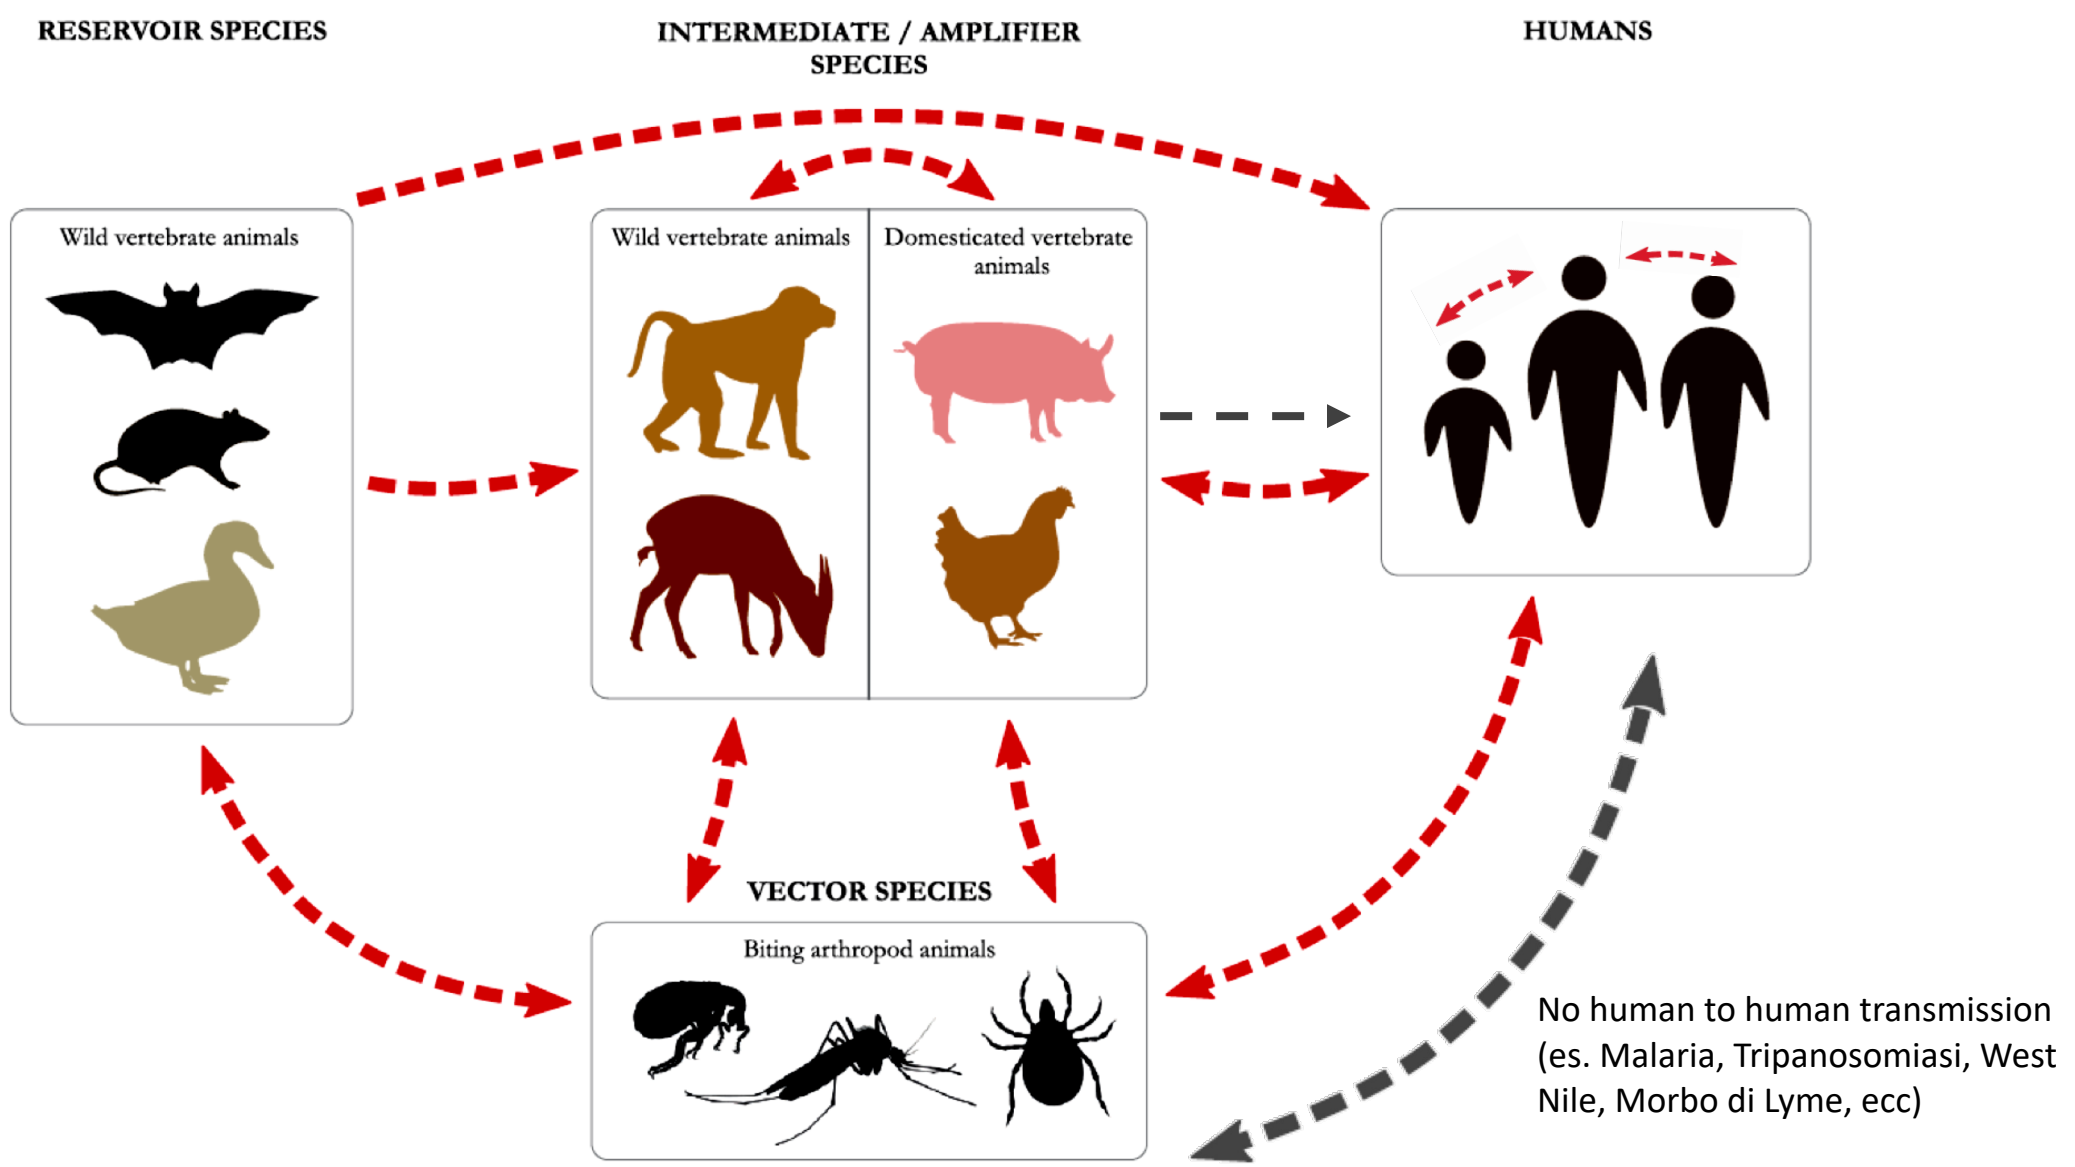 RESERVOIR SPECIES
INTERMEDIATE / AMPLIFIER
SPECIES
HUMANS
Wild vertebrate animals
Wild vertebrate animals
Domesticated vertebrate
animals
VECTOR SPECIES
Biting arthropod animals
No human to human transmission
(es. Malaria, Tripanosomiasi, West
Nile, Morbo di Lyme, ecc)